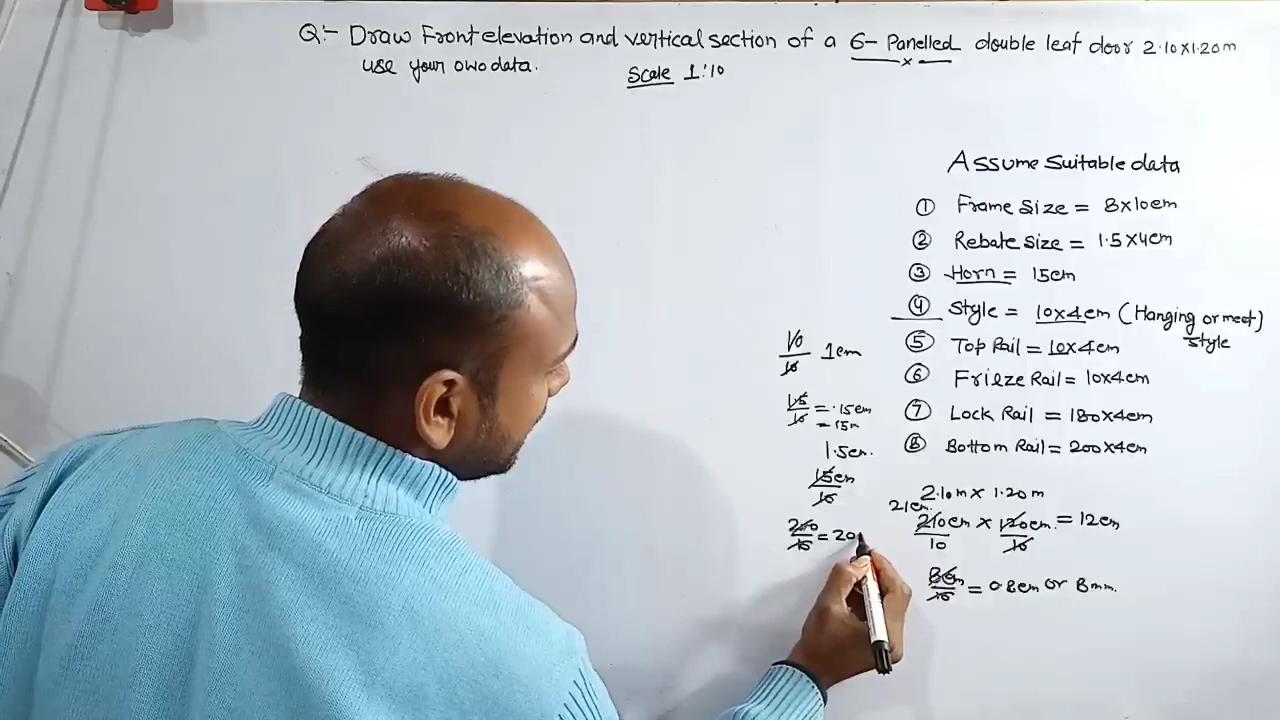 Q:- Draw Front elevation and vertical section of a 6- Panelled double leaf door 2.10x1.20m
use your own data. Scale 1:10
Assume Suitable data
① Frame Size = 8x10cm
② Rebate Size = 1.5x4cm
③ Horn = 15cm
④ Style = 10x4cm (Hanging or meet)
style
⑤ Top Rail = 10x4cm
⑥ Frieze Rail = 10x4cm
⑦ Lock Rail = 180x4cm
⑧ Bottom Rail = 200x4cm
10/10 1cm
15/10 = .15cm
= 15m
1.5cm.
15cm/10
200/10 = 20
2.10m x 1.20m
21cm.
210cm/10 x 120cm/10 = 12cm
8cm/10 = 0.8cm or 8mm.